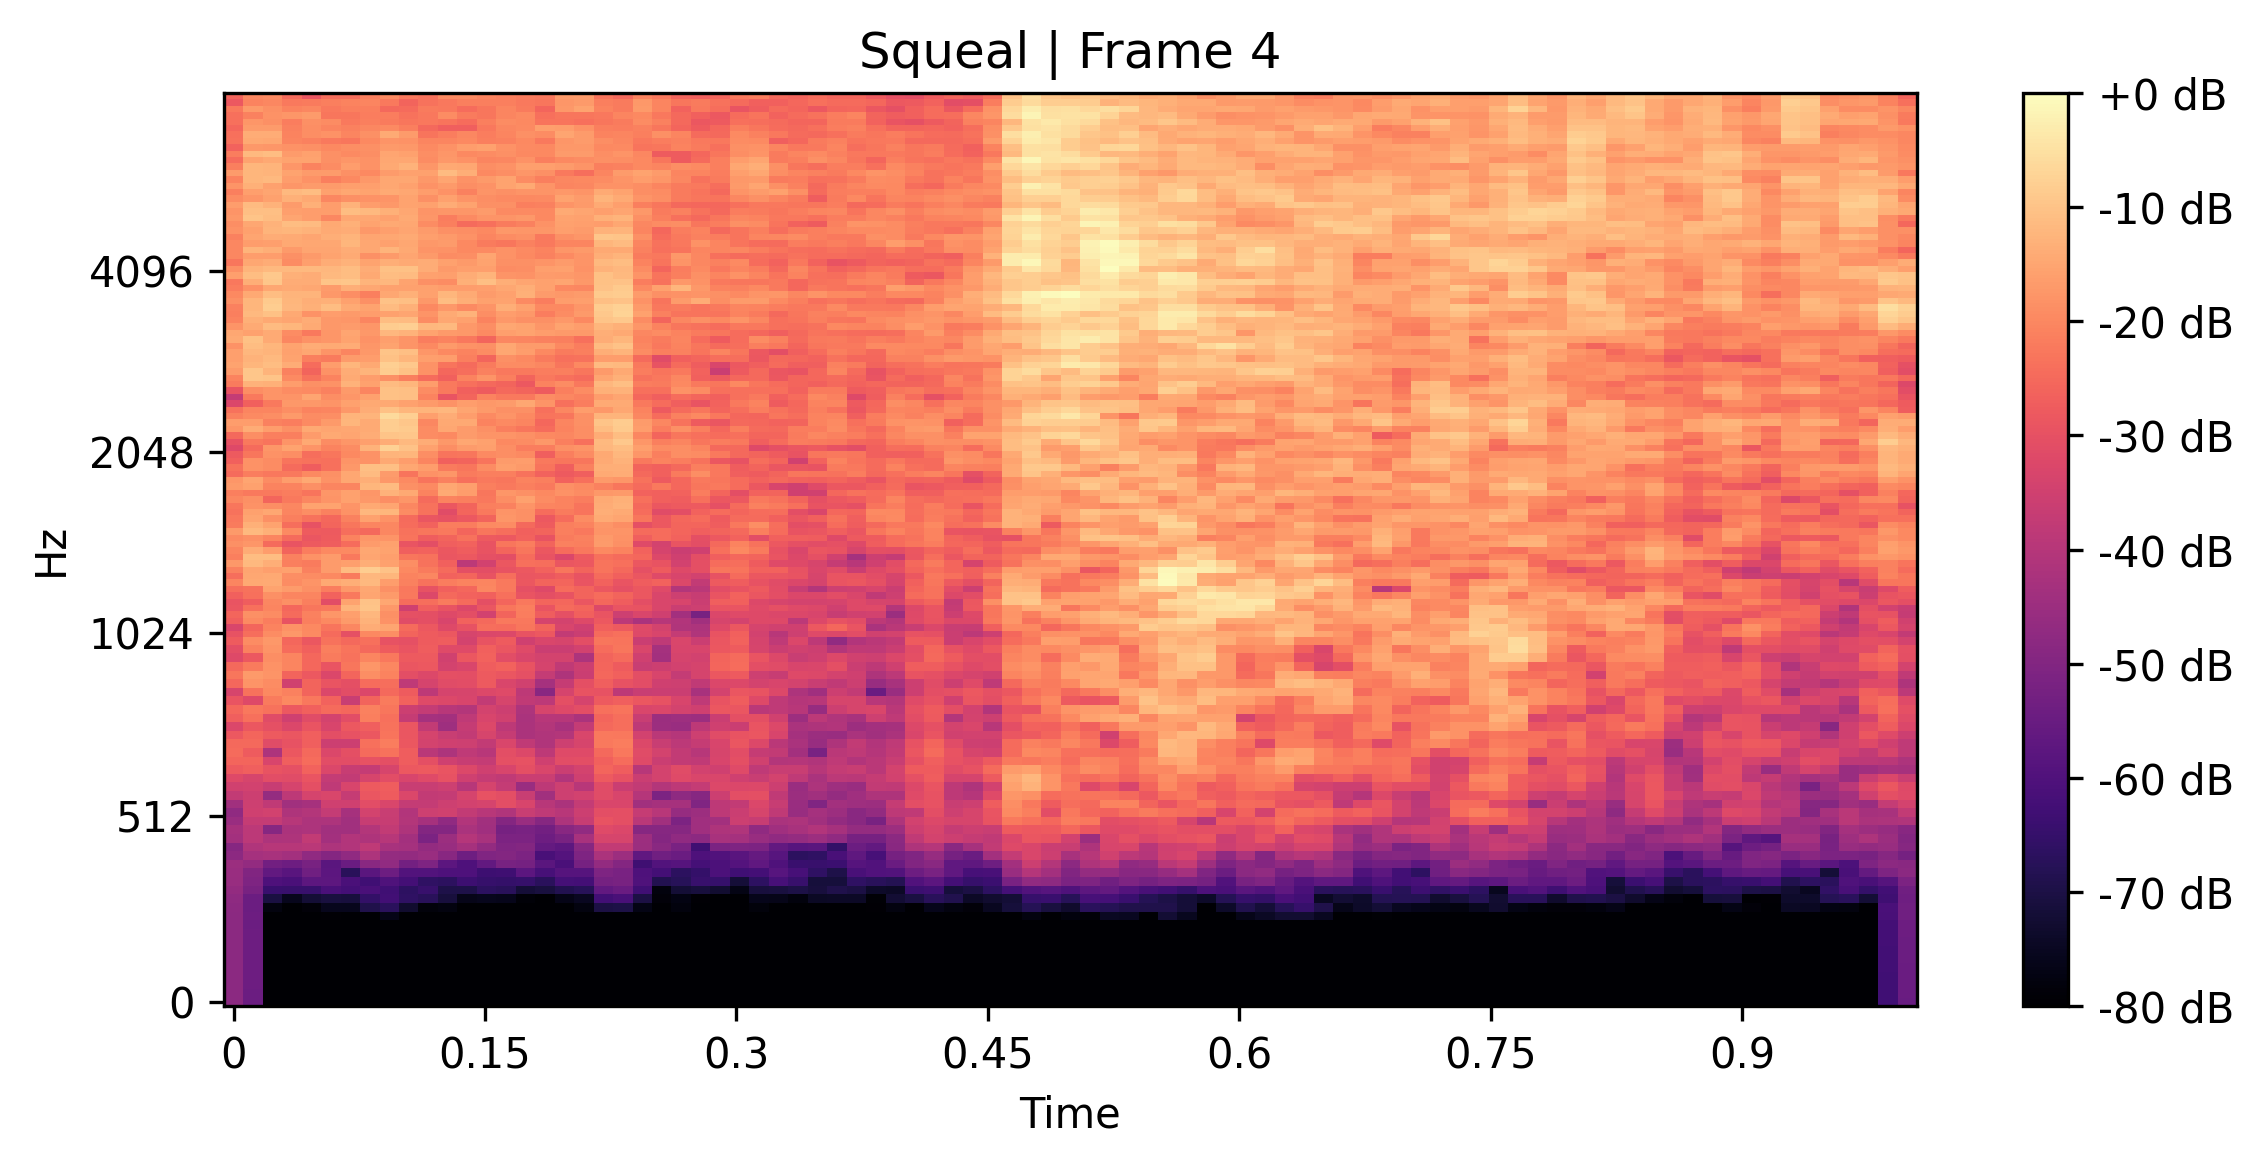 Squeal | Frame 4
+0 dB
-10 dB
-20 dB
-30 dB
-40 dB
-50 dB
-60 dB
-70 dB
-80 dB
4096
2048
1024
512
0
Hz
0 0.15 0.3 0.45 0.6 0.75 0.9
Time